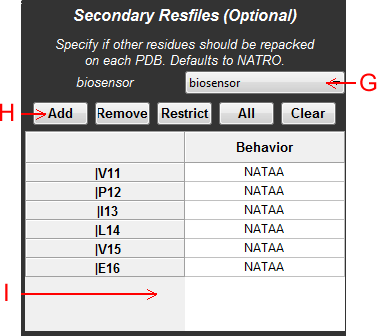 Secondary Resfiles (Optional)
Specify if other residues should be repacked
on each PDB. Defaults to NATRO.
biosensor biosensor G
H Add Remove Restrict All Clear
Behavior
|V11 NATAA
|P12 NATAA
|I13 NATAA
|L14 NATAA
|V15 NATAA
|E16 NATAA
I